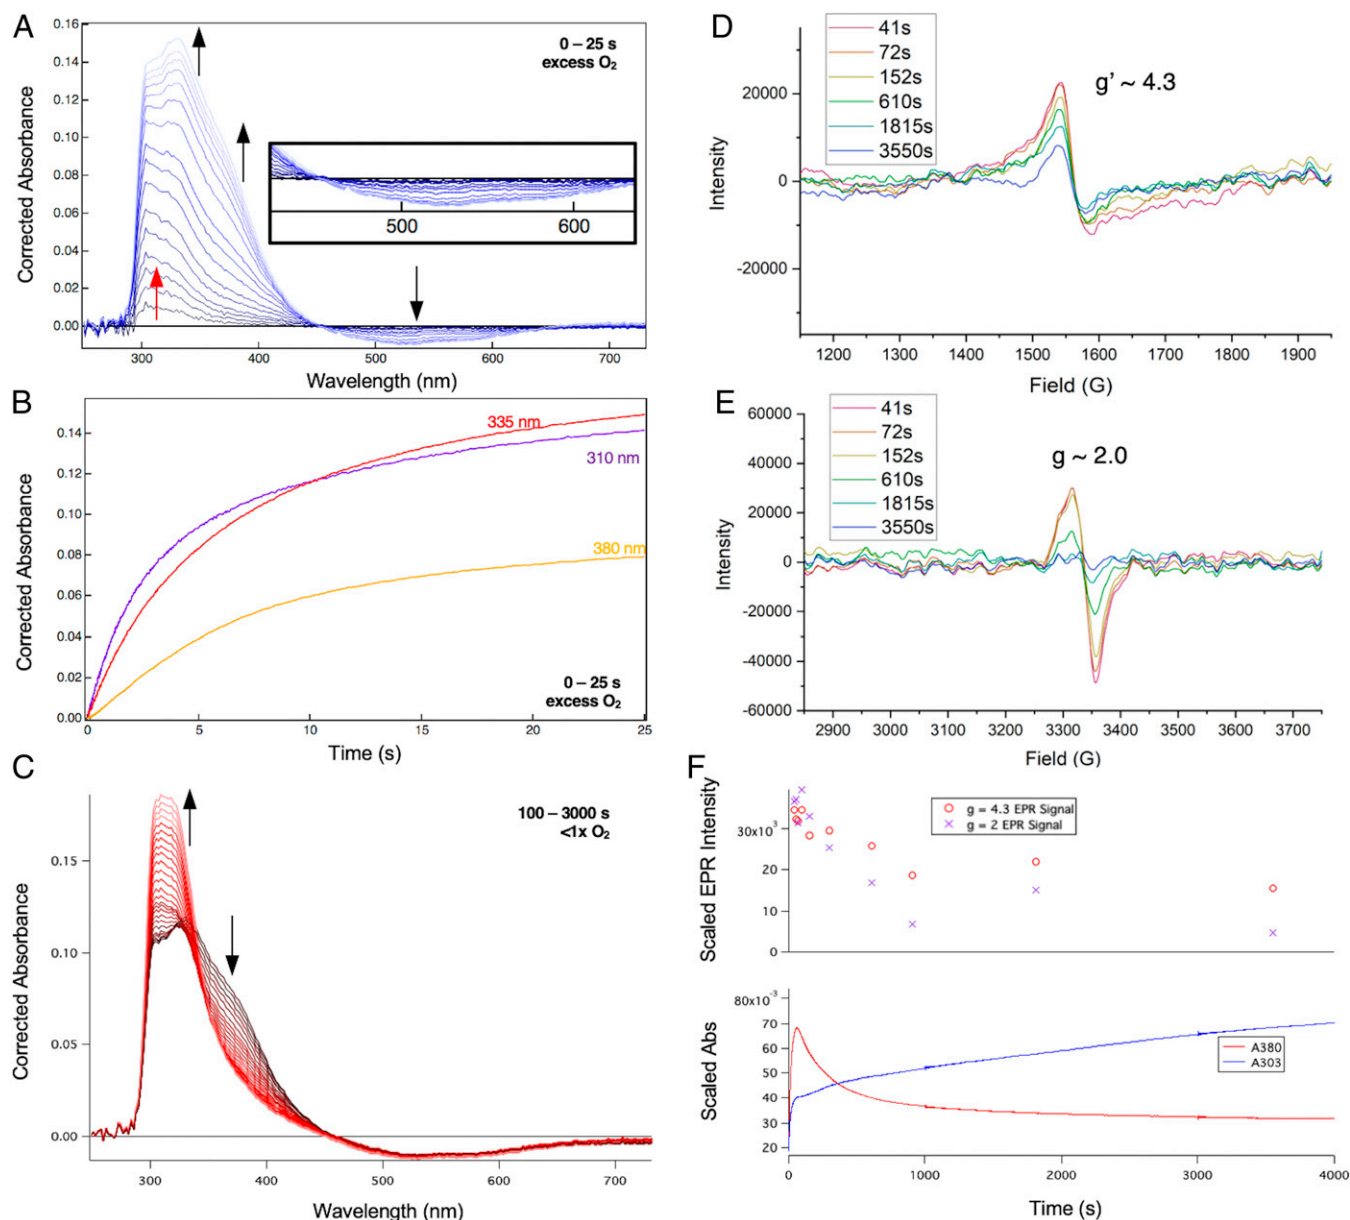 A
0.16
0.14
0.12
0.10
0.08
0.06
0.04
0.02
0.00
Corrected Absorbance
0 – 25 s
excess O₂
500
600
300
400
500
600
700
Wavelength (nm)
B
0.14
0.12
0.10
0.08
0.06
0.04
0.02
0.00
Corrected Absorbance
335 nm
310 nm
380 nm
0 – 25 s
excess O₂
0
5
10
15
20
25
Time (s)
C
0.15
0.10
0.05
0.00
Corrected Absorbance
100 – 3000 s
<1x O₂
300
400
500
600
700
Wavelength (nm)
D
41s
72s
152s
610s
1815s
3550s
g’ ~ 4.3
20000
0
-20000
Intensity
1200
1300
1400
1500
1600
1700
1800
1900
Field (G)
E
60000
40000
20000
0
-20000
-40000
-60000
Intensity
41s
72s
152s
610s
1815s
3550s
g ~ 2.0
2900
3000
3100
3200
3300
3400
3500
3600
3700
Field (G)
F
30x10³
20
10
0
Scaled EPR Intensity
g = 4.3 EPR Signal
g = 2 EPR Signal
80x10⁻³
70
60
50
40
30
20
Scaled Abs
A380
A303
0
1000
2000
3000
4000
Time (s)